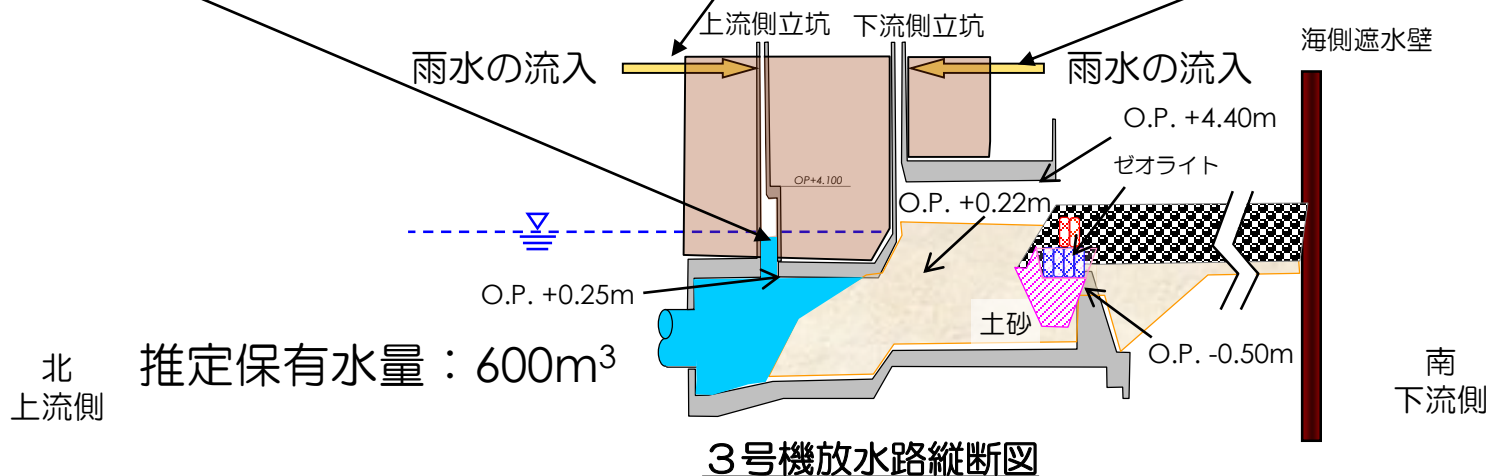 上流側立坑 下流側立坑
海側遮水壁
雨水の流入 雨水の流入
O.P. +4.40m
ゼオライト
OP+4.100
O.P. +0.22m
O.P. +0.25m
土砂
O.P. -0.50m
推定保有水量：600m³
北
上流側
南
下流側
３号機放水路縦断図